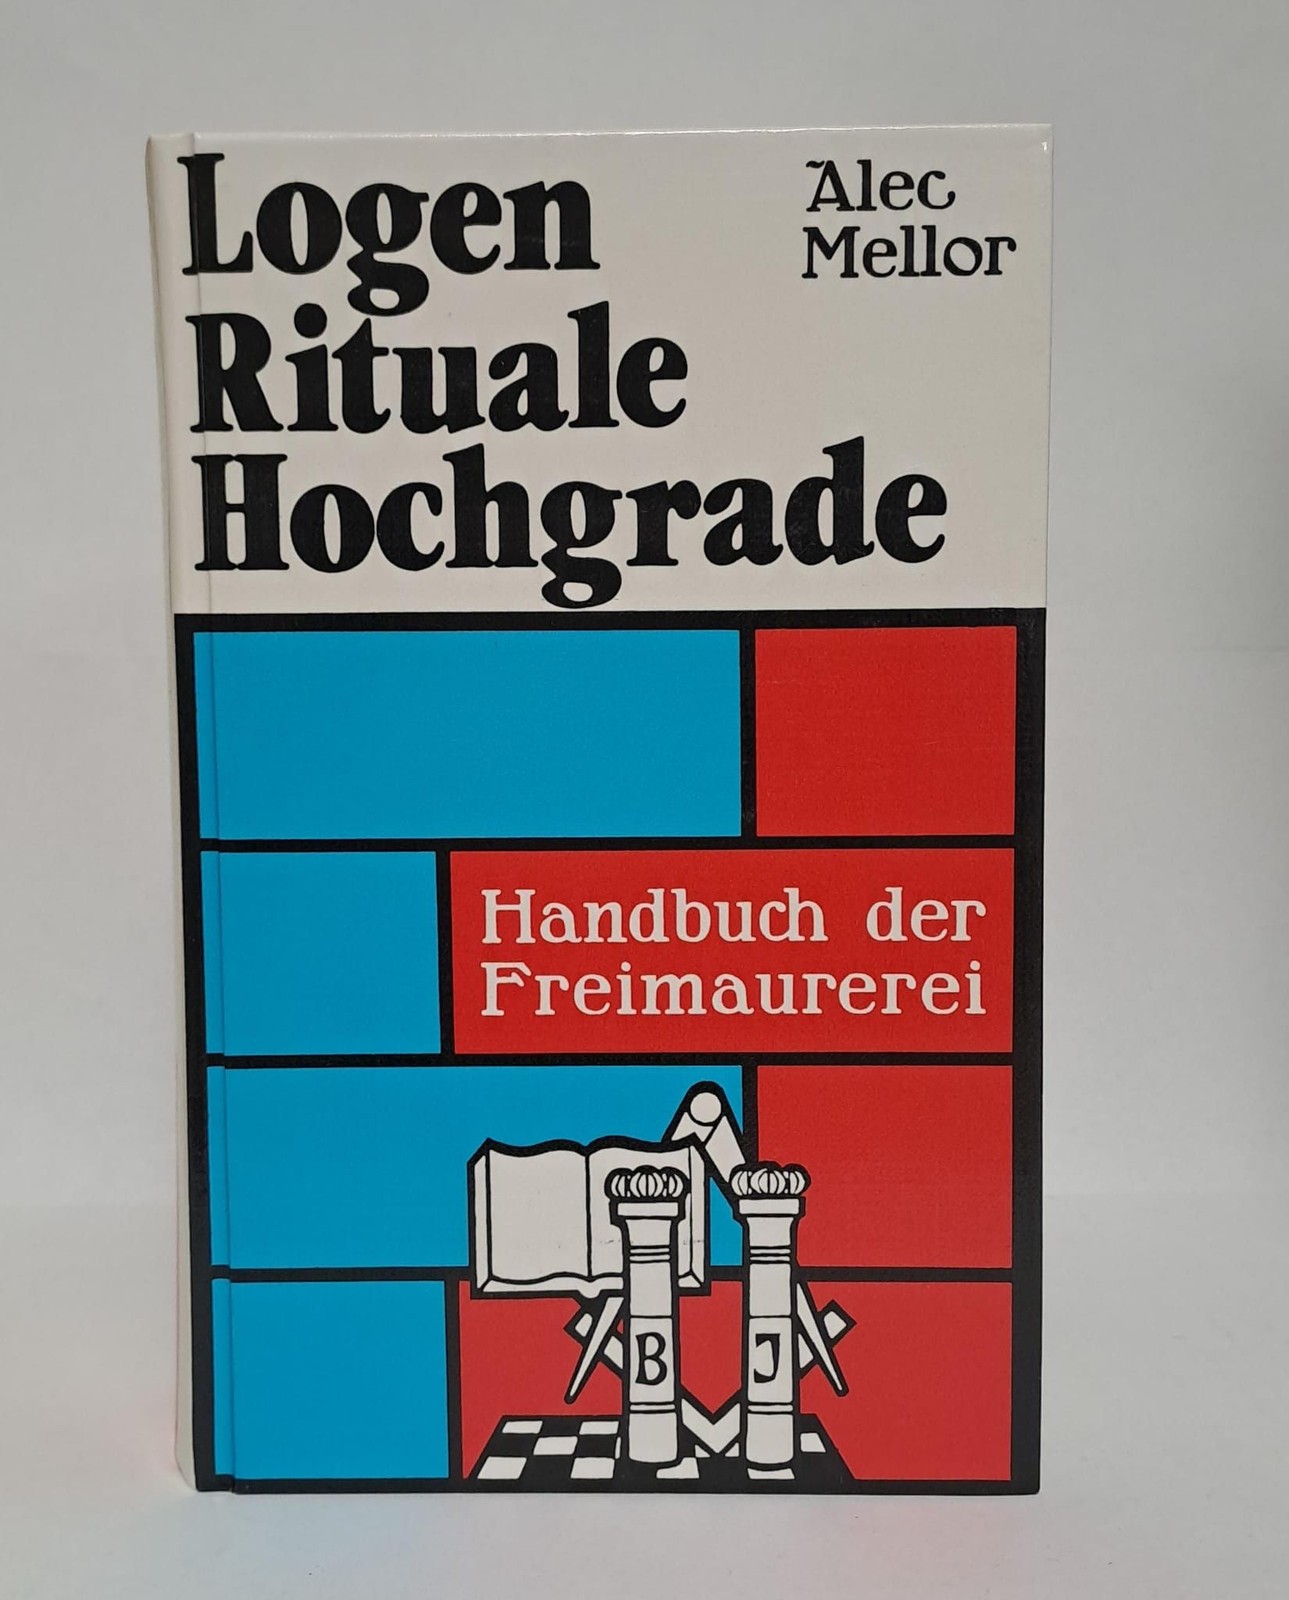 Logen
Rituale
Hochgrade
Alec
Mellor
Handbuch der
Freimaurerei
B
J